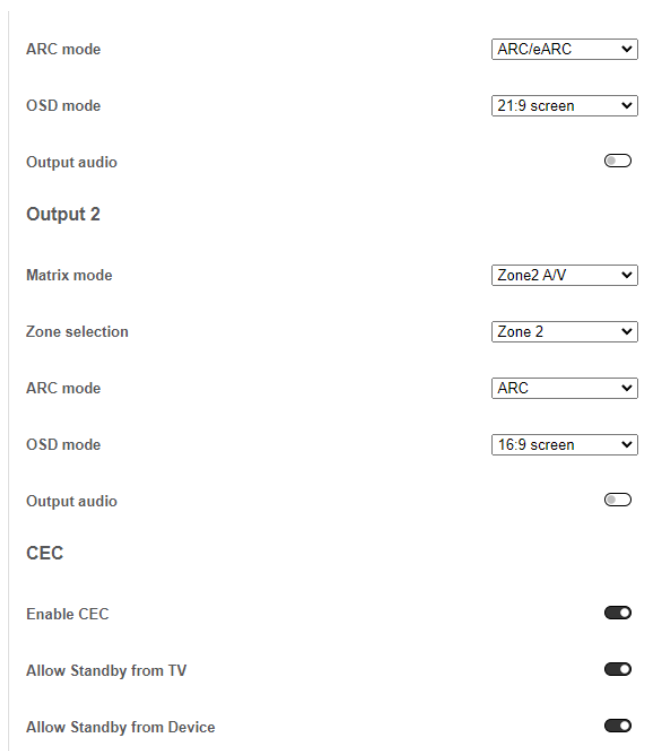 ARC mode ARC/eARC
OSD mode 21:9 screen
Output audio
Output 2
Matrix mode Zone2 A/V
Zone selection Zone 2
ARC mode ARC
OSD mode 16:9 screen
Output audio
CEC
Enable CEC
Allow Standby from TV
Allow Standby from Device